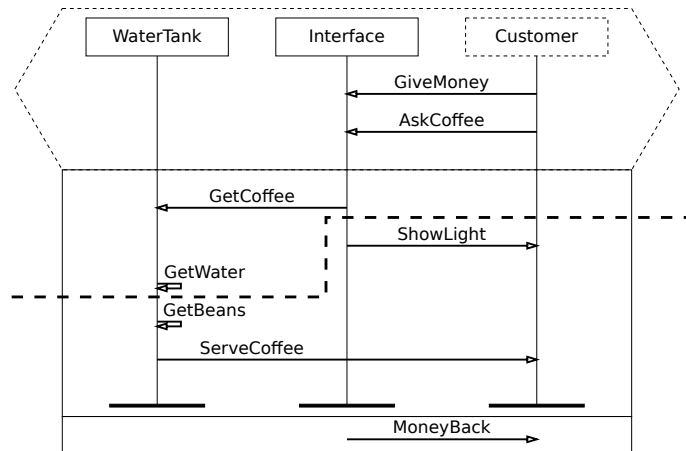 WaterTank Interface Customer
GiveMoney
AskCoffee
GetCoffee
ShowLight
GetWater
GetBeans
ServeCoffee
MoneyBack